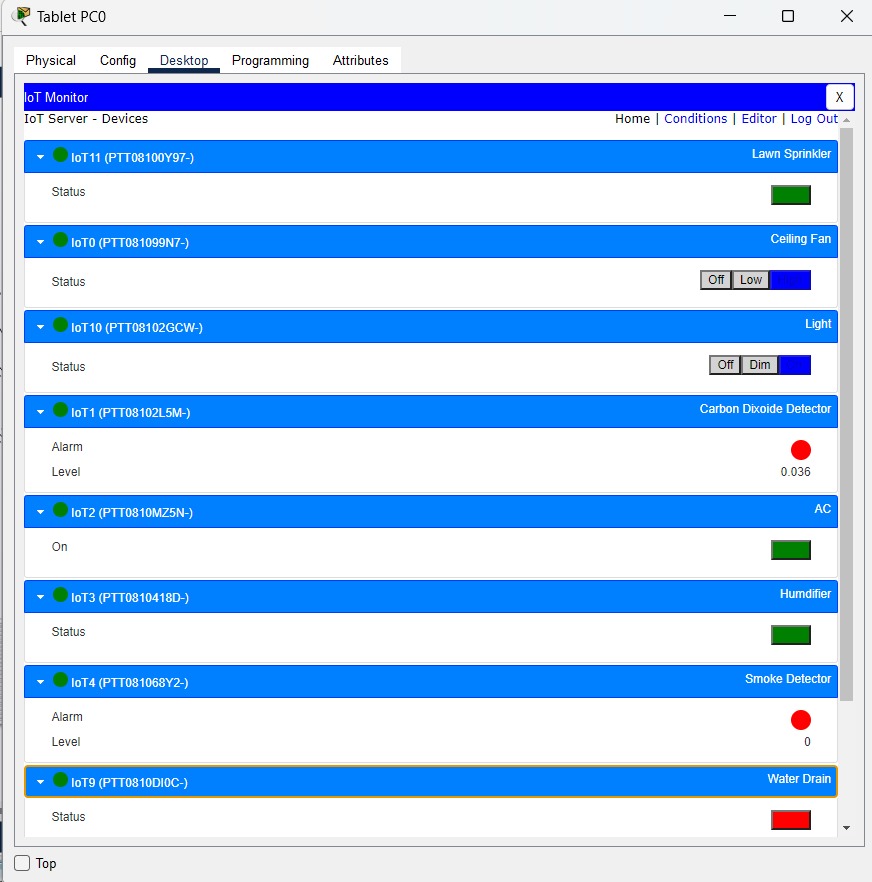 Tablet PC0
Physical Config Desktop Programming Attributes
IoT Monitor X
IoT Server - Devices Home | Conditions | Editor | Log Out
IoT11 (PTT08100Y97-) Lawn Sprinkler
Status
IoT0 (PTT081099N7-) Ceiling Fan
Status Off Low
IoT10 (PTT08102GCW-) Light
Status Off Dim
IoT1 (PTT08102L5M-) Carbon Dixoide Detector
Alarm
Level 0.036
IoT2 (PTT0810MZ5N-) AC
On
IoT3 (PTT0810418D-) Humdifier
Status
IoT4 (PTT081068Y2-) Smoke Detector
Alarm
Level 0
IoT9 (PTT0810DI0C-) Water Drain
Status
Top